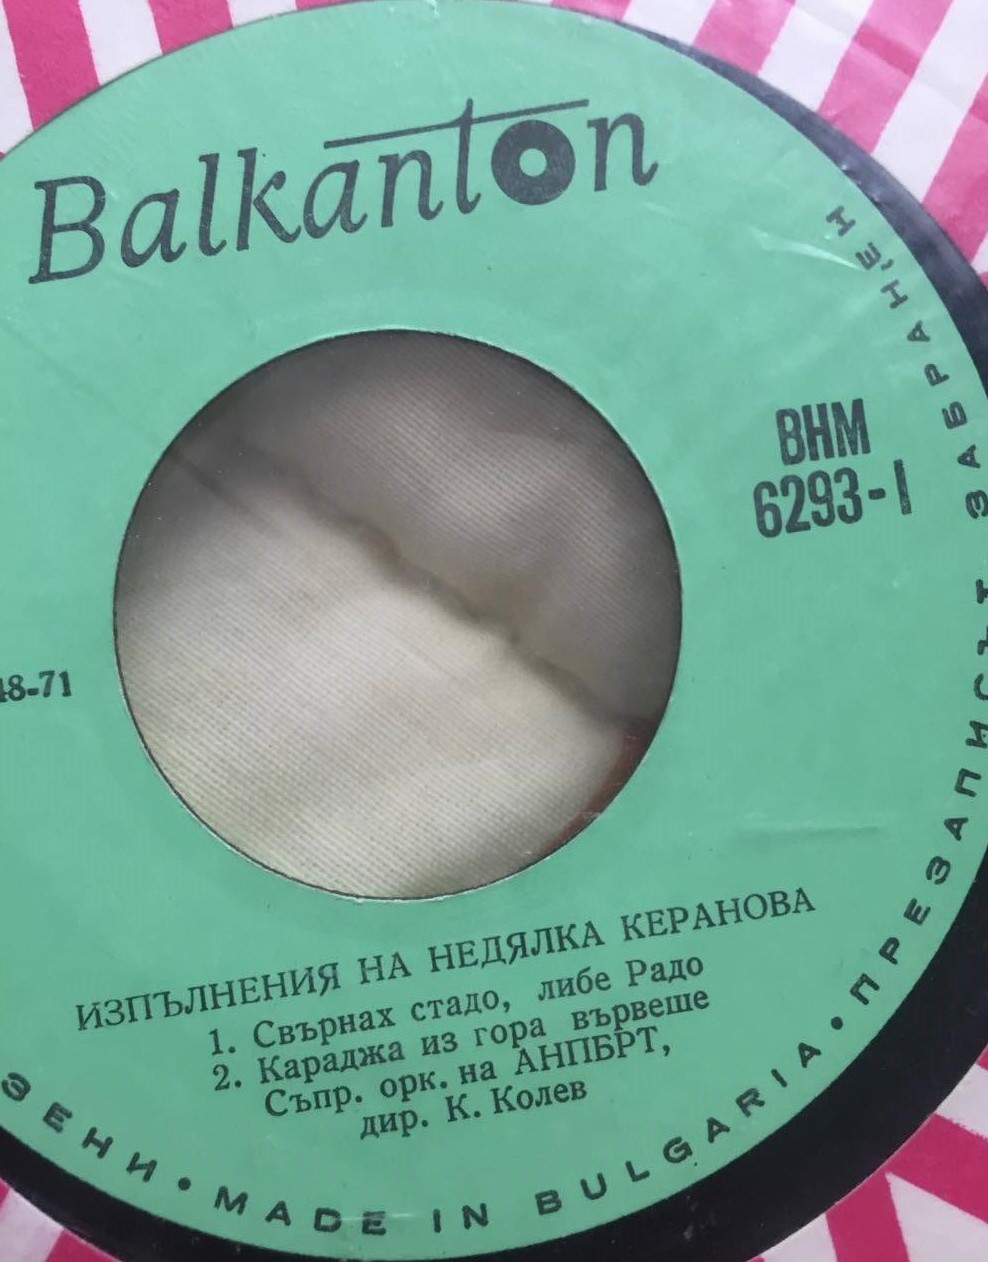 Balkanton
ВНМ
6293-I
48-71
ИЗПЪЛНЕНИЯ НА НЕДЯЛКА КЕРАНОВА
1. Свърнах стадо, либе Радо
2. Караджа из гора вървеше
Съпр. орк. на АНПБРТ,
дир. К. Колев
ЗЕНИ • MADE IN BULGARIA • ПРЕЗАПИСЪТ ЗАБРАНЕН